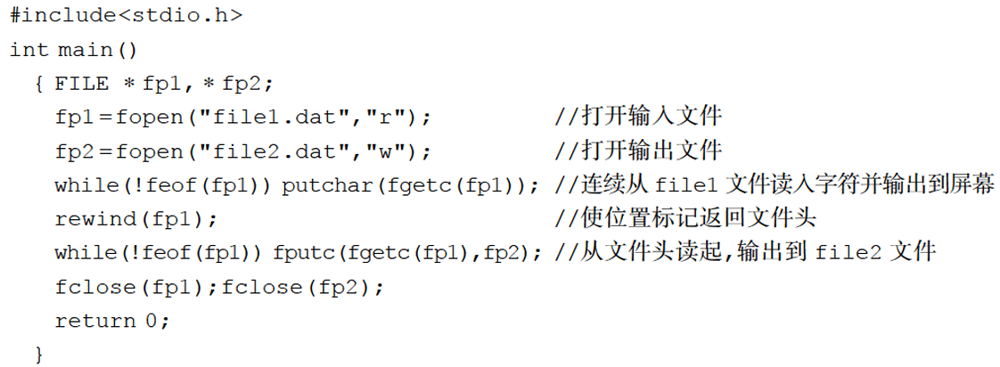 #include<stdio.h>
int main()
{ FILE *fp1,*fp2;
fp1=fopen("file1.dat","r"); //打开输入文件
fp2=fopen("file2.dat","w"); //打开输出文件
while(!feof(fp1)) putchar(fgetc(fp1)); //连续从 file1 文件读入字符并输出到屏幕
rewind(fp1); //使位置标记返回文件头
while(!feof(fp1)) fputc(fgetc(fp1),fp2); //从文件头读起,输出到 file2 文件
fclose(fp1);fclose(fp2);
return 0;
}